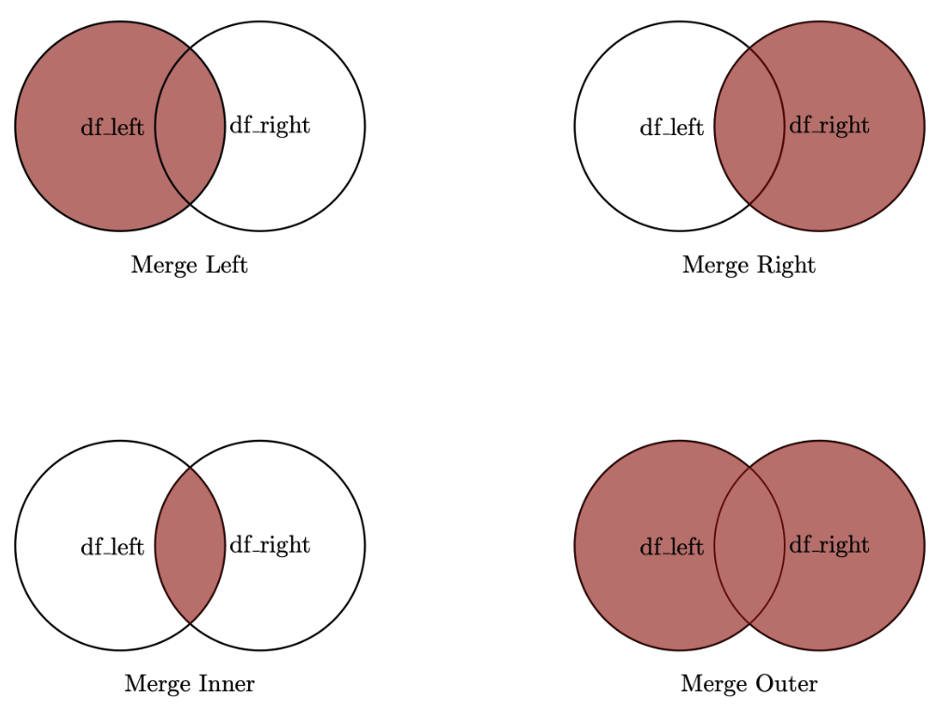 df_left df_right
df_left df_right
Merge Left
Merge Right
df_left df_right
df_left df_right
Merge Inner
Merge Outer